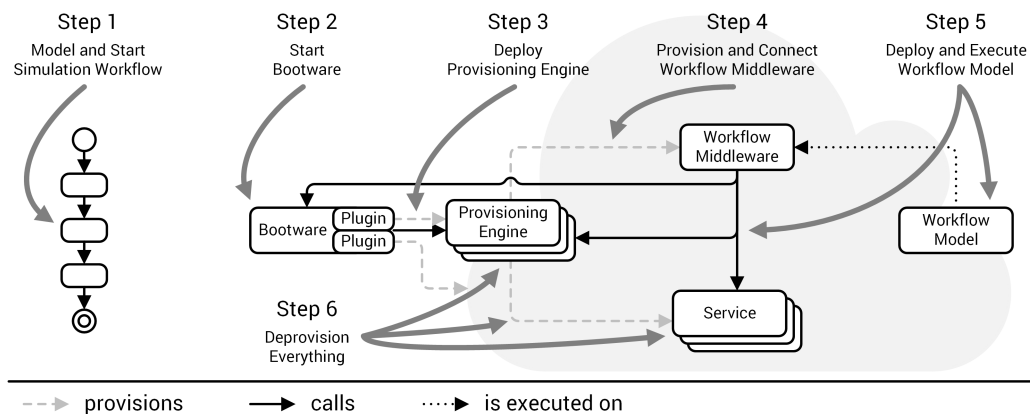 Step 1
Model and Start
Simulation Workflow
Step 2
Start
Bootware
Step 3
Deploy
Provisioning Engine
Step 4
Provision and Connect
Workflow Middleware
Step 5
Deploy and Execute
Workflow Model
Workflow
Middleware
Bootware
Plugin
Plugin
Provisioning
Engine
Workflow
Model
Step 6
Deprovision
Everything
Service
provisions
calls
is executed on